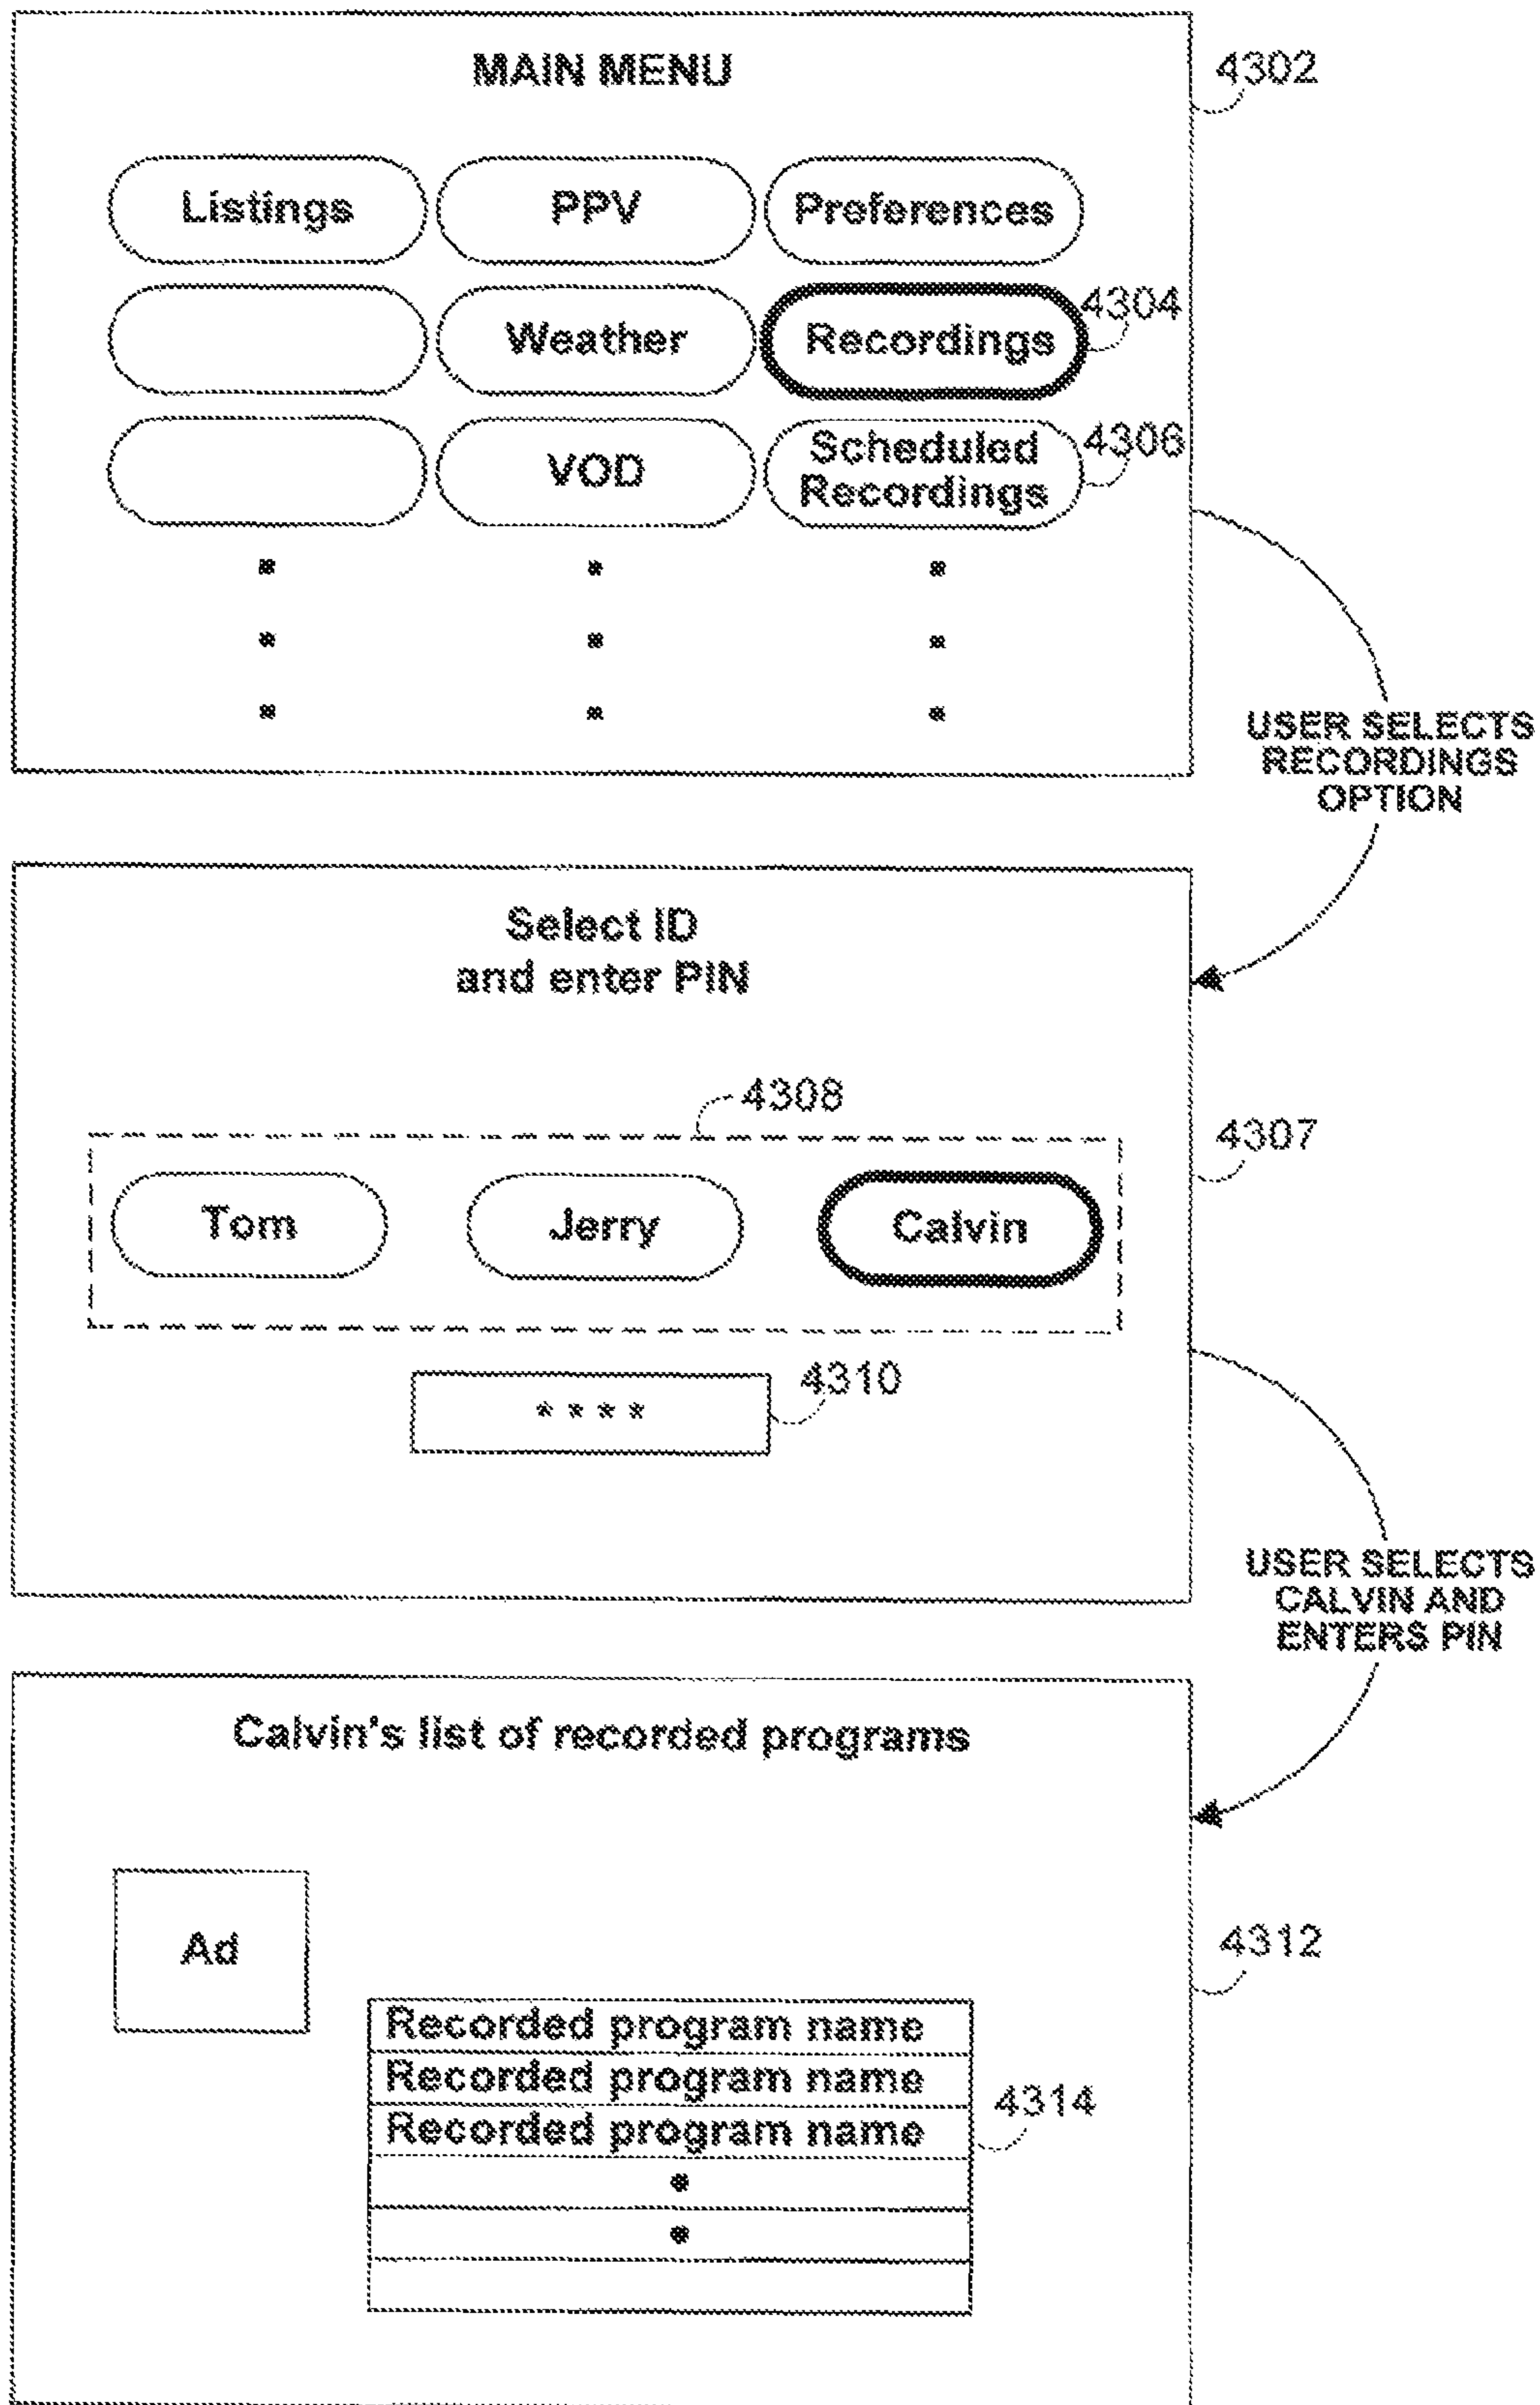 MAIN MENU
4302
Listings
PPV
Preferences
Weather
Recordings
4304
VOD
Scheduled
Recordings
4306
USER SELECTS
RECORDINGS
OPTION
Select ID
and enter PIN
4308
4307
Tom
Jerry
Calvin
****
4310
USER SELECTS
CALVIN AND
ENTERS PIN
Calvin's list of recorded programs
Ad
4312
Recorded program name
Recorded program name
Recorded program name
4314